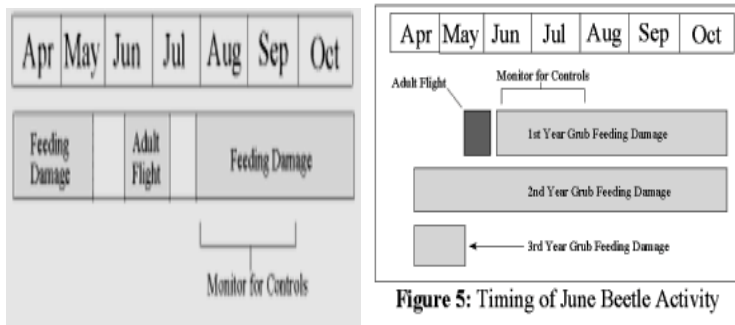 Apr May Jun Jul Aug Sep Oct
Feeding
Damage
Adult
Flight
Feeding Damage
Monitor for Controls
Apr May Jun Jul Aug Sep Oct
Monitor for Controls
Adult Flight
1st Year Grub Feeding Damage
2nd Year Grub Feeding Damage
3rd Year Grub Feeding Damage
Figure 5: Timing of June Beetle Activity